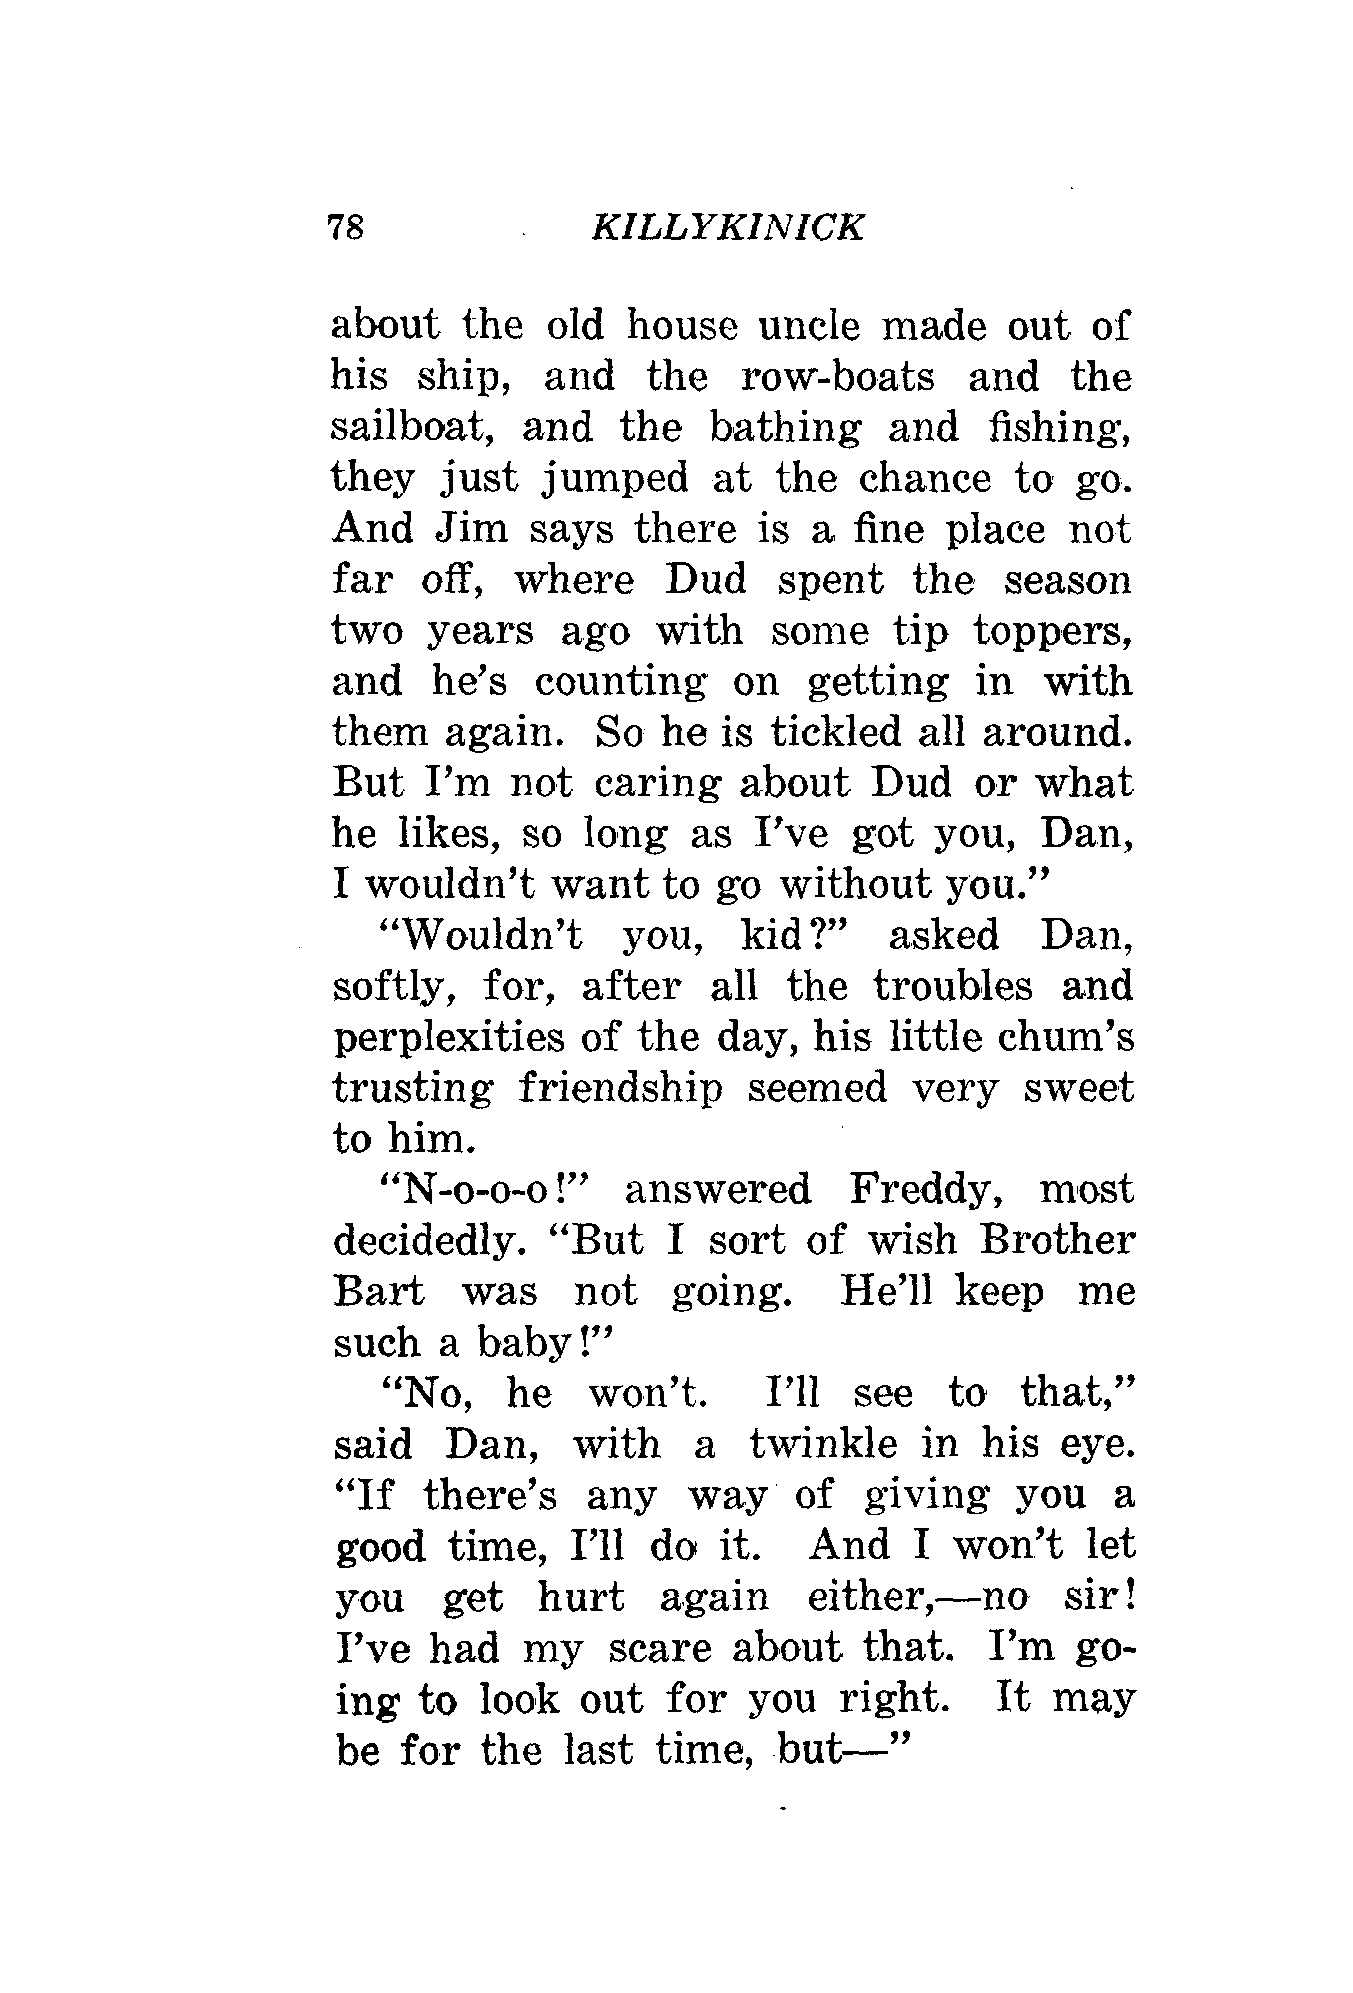 78 KILLYKINICK
about the old house uncle made out of
his ship, and the row-boats and the
sailboat, and the bathing and fishing,
they just jumped at the chance to go.
And Jim says there is a fine place not
far off, where Dud spent the season
two years ago with some tip toppers,
and he's counting on getting in with
them again. So he is tickled all around.
But I'm not caring about Dud or what
he likes, so long as I've got you, Dan,
I wouldn't want to go without you."
"Wouldn't you, kid?" asked Dan,
softly, for, after all the troubles and
perplexities of the day, his little chum's
trusting friendship seemed very sweet
to him.
"N-o-o-o!" answered Freddy, most
decidedly. "But I sort of wish Brother
Bart was not going. He'll keep me
such a baby!"
"No, he won't. I'll see to that,"
said Dan, with a twinkle in his eye.
"If there's any way of giving you a
good time, I'll do it. And I won't let
you get hurt again either,—no sir!
I've had my scare about that. I'm go-
ing to look out for you right. It may
be for the last time, but—"